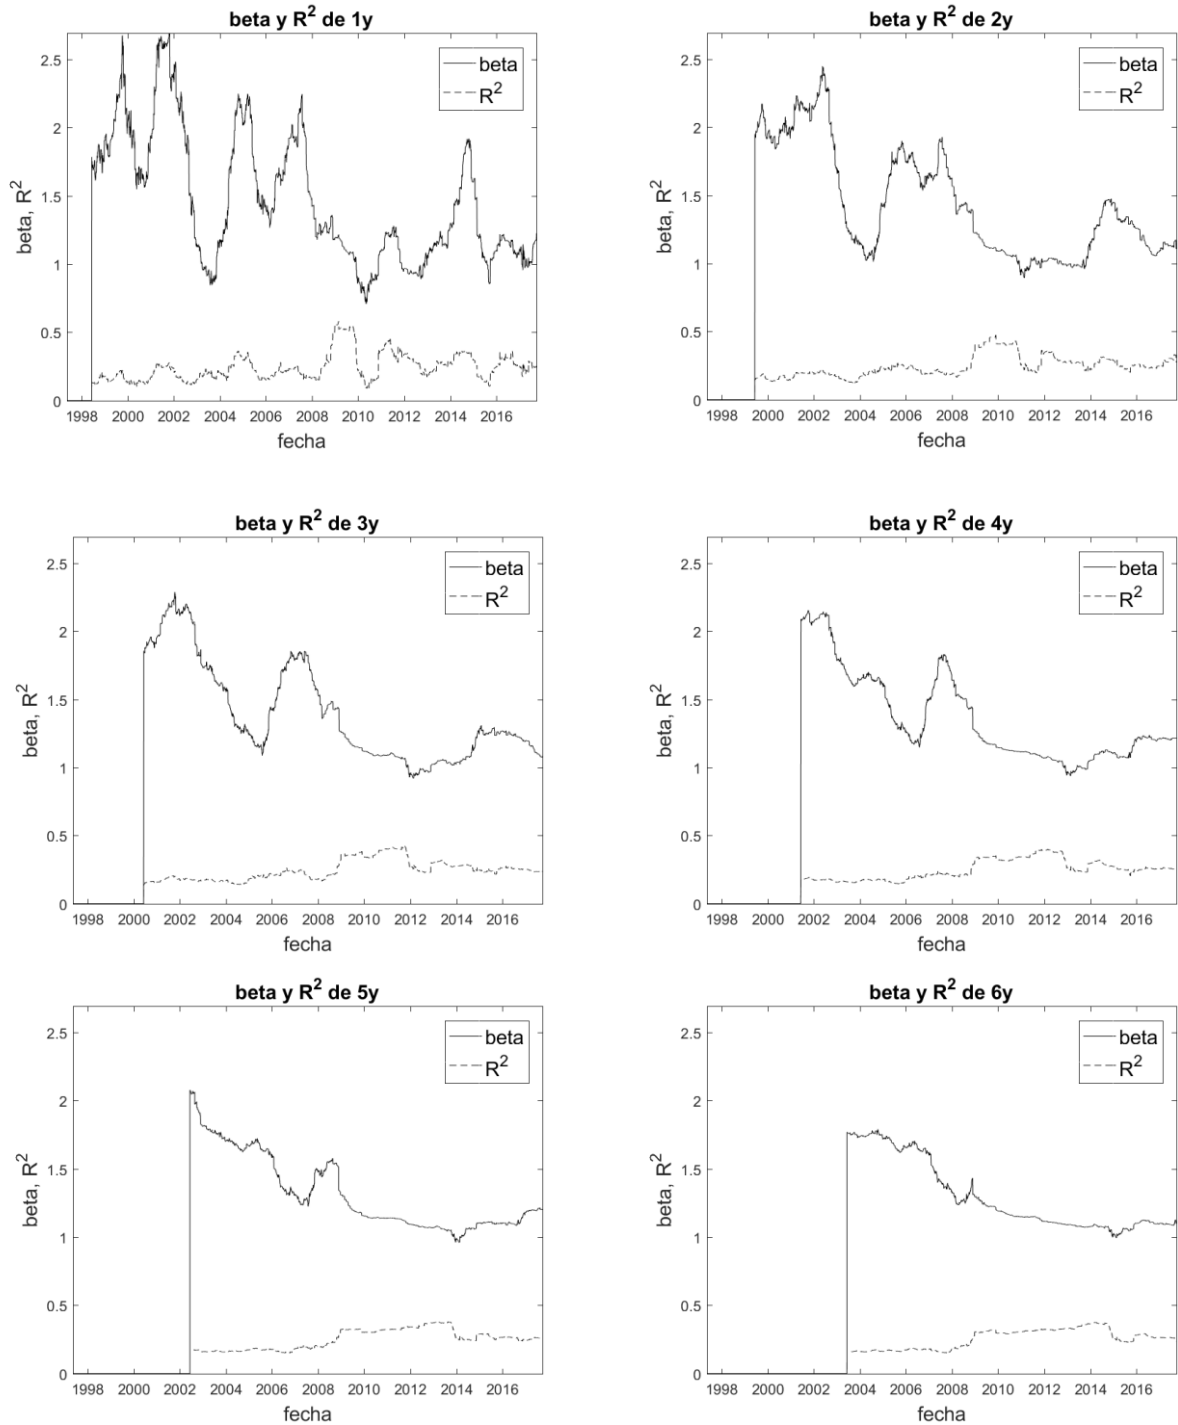 beta y R² de 1y
beta y R² de 2y
2.5
2
1.5
1
0.5
0
beta
R²
beta, R²
1998 2000 2002 2004 2006 2008 2010 2012 2014 2016
fecha
2.5
2
1.5
1
0.5
0
beta
R²
beta, R²
1998 2000 2002 2004 2006 2008 2010 2012 2014 2016
fecha
beta y R² de 3y
beta y R² de 4y
2.5
2
1.5
1
0.5
0
beta
R²
beta, R²
1998 2000 2002 2004 2006 2008 2010 2012 2014 2016
fecha
2.5
2
1.5
1
0.5
0
beta
R²
beta, R²
1998 2000 2002 2004 2006 2008 2010 2012 2014 2016
fecha
beta y R² de 5y
beta y R² de 6y
2.5
2
1.5
1
0.5
0
beta
R²
beta, R²
1998 2000 2002 2004 2006 2008 2010 2012 2014 2016
fecha
2.5
2
1.5
1
0.5
0
beta
R²
beta, R²
1998 2000 2002 2004 2006 2008 2010 2012 2014 2016
fecha